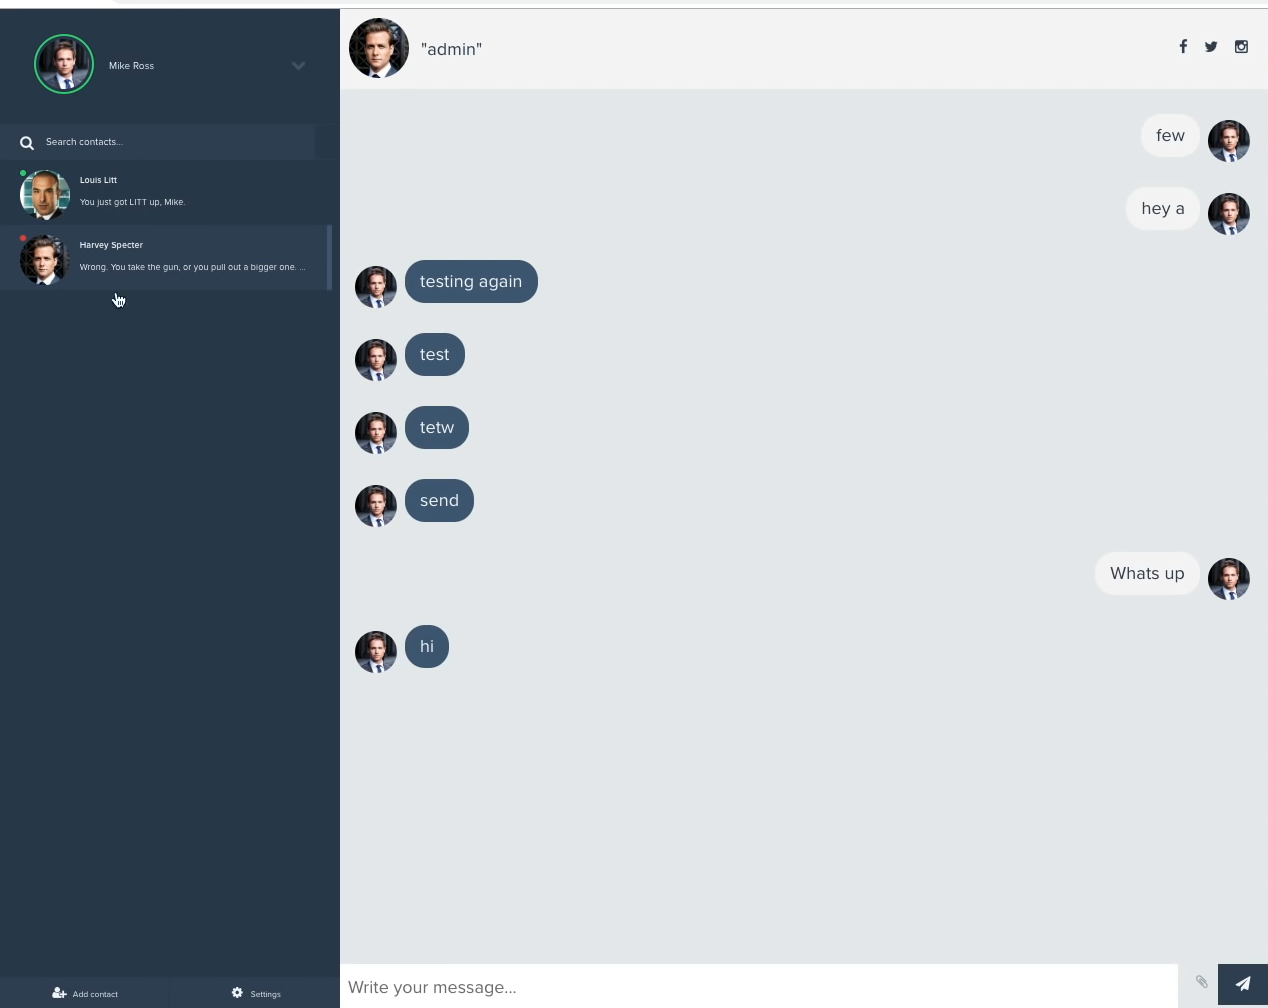 Mike Ross
Search contacts...
Louis Litt
You just got LITT up, Mike.
Harvey Specter
Wrong. You take the gun, or you pull out a bigger one. ...
Add contact
Settings
"admin"
few
hey a
testing again
test
tetw
send
Whats up
hi
Write your message...